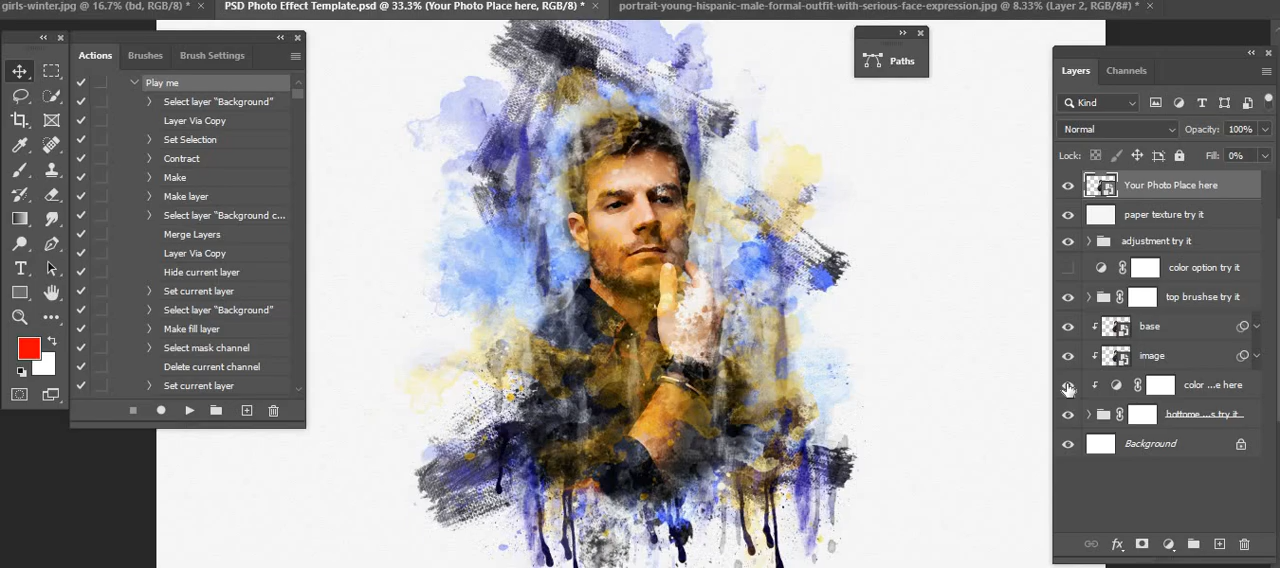 girls-winter.jpg @ 16.7% (bd, RGB/8) *
PSD Photo Effect Template.psd @ 33.3% (Your Photo Place here, RGB/8) *
portrait-young-hispanic-male-formal-outfit-with-serious-face-expression.jpg @ 8.33% (Layer 2, RGB/8#) *
Actions
Brushes
Brush Settings
Play me
Select layer "Background"
Layer Via Copy
Set Selection
Contract
Make
Make layer
Select layer "Background c...
Merge Layers
Layer Via Copy
Hide current layer
Set current layer
Select layer "Background"
Make fill layer
Select mask channel
Delete current channel
Set current layer
Paths
Layers
Channels
Kind
Normal
Opacity: 100%
Lock:
Fill: 0%
Your Photo Place here
paper texture try it
adjustment try it
color option try it
top brushse try it
base
image
color ...e here
bottome ...s try it
Background
fx